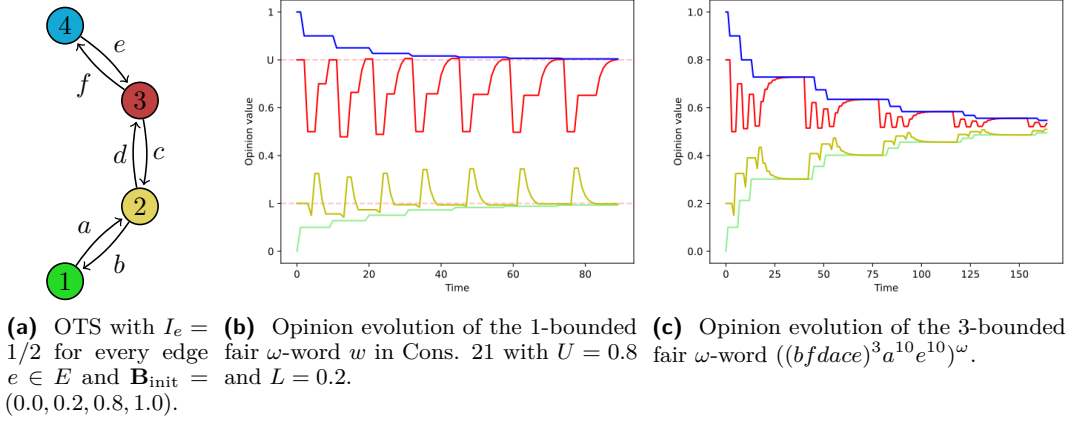 4
e
f
3
d
c
2
a
b
1
1.0
U
0.6
0.4
L
0
Opinion value
0
20
40
60
80
Time
1.0
0.8
0.6
0.4
0.2
0.0
Opinion value
0
25
50
75
100
125
150
Time
(a) OTS with I_e =
1/2 for every edge
e ∈ E and B_init =
(0.0, 0.2, 0.8, 1.0).
(b) Opinion evolution of the 1-bounded
fair ω-word w in Cons. 21 with U = 0.8
and L = 0.2.
(c) Opinion evolution of the 3-bounded
fair ω-word ((bfdace)³a¹⁰e¹⁰)^ω.